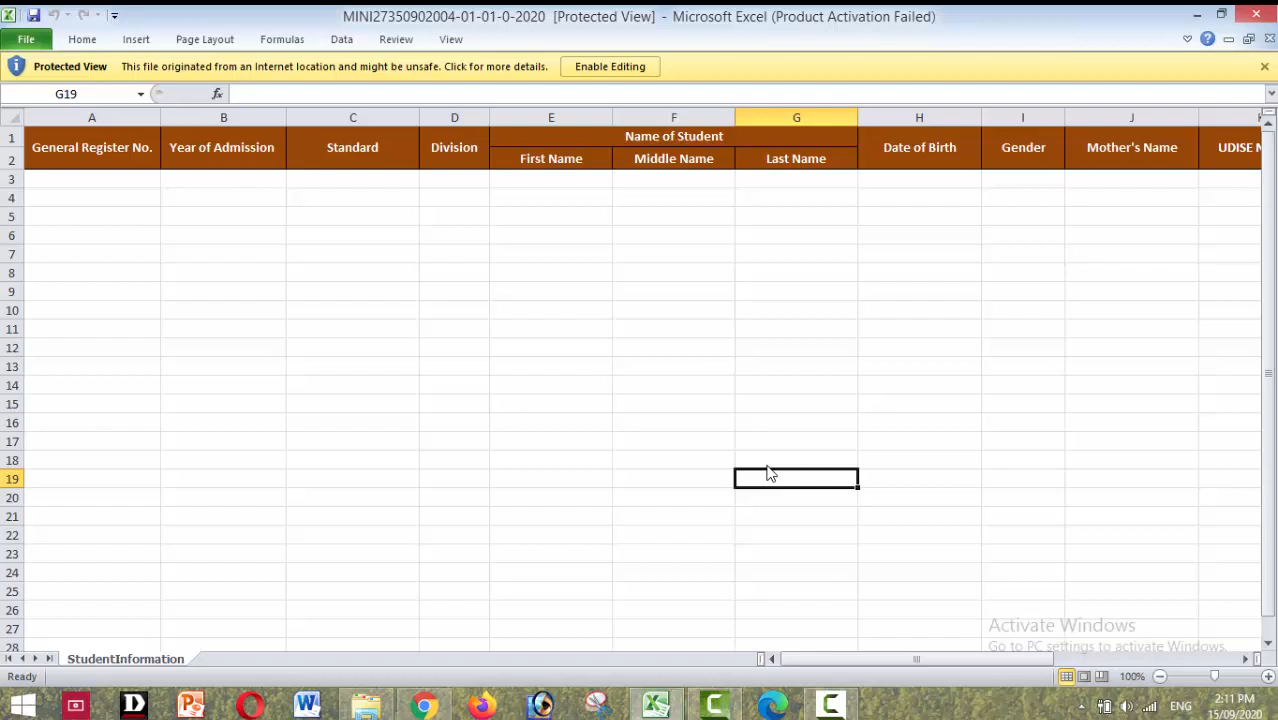 MINI27350902004-01-01-0-2020 [Protected View] - Microsoft Excel (Product Activation Failed)
File Home Insert Page Layout Formulas Data Review View
Protected View This file originated from an Internet location and might be unsafe. Click for more details. Enable Editing
G19 fx
A B C D E F G H I J
1 General Register No. Year of Admission Standard Division Name of Student Date of Birth Gender Mother's Name UDISE
2 First Name Middle Name Last Name
3
4
5
6
7
8
9
10
11
12
13
14
15
16
17
18
19
20
21
22
23
24
25
26
27
28
Activate Windows
Go to PC settings to activate Windows.
StudentInformation
Ready 100%
ENG 2:11 PM
15/09/2020